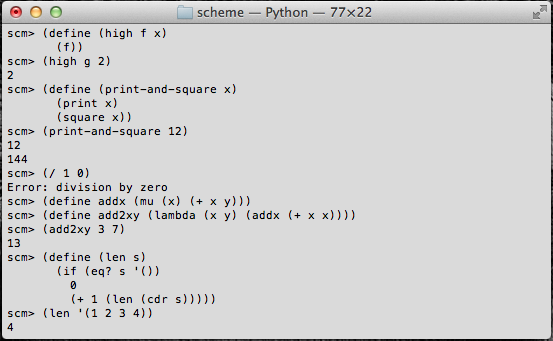 scheme — Python — 77×22
scm> (define (high f x)
       (f))
scm> (high g 2)
2
scm> (define (print-and-square x)
       (print x)
       (square x))
scm> (print-and-square 12)
12
144
scm> (/ 1 0)
Error: division by zero
scm> (define addx (mu (x) (+ x y)))
scm> (define add2xy (lambda (x y) (addx (+ x x))))
scm> (add2xy 3 7)
13
scm> (define (len s)
       (if (eq? s '())
         0
         (+ 1 (len (cdr s)))))
scm> (len '(1 2 3 4))
4